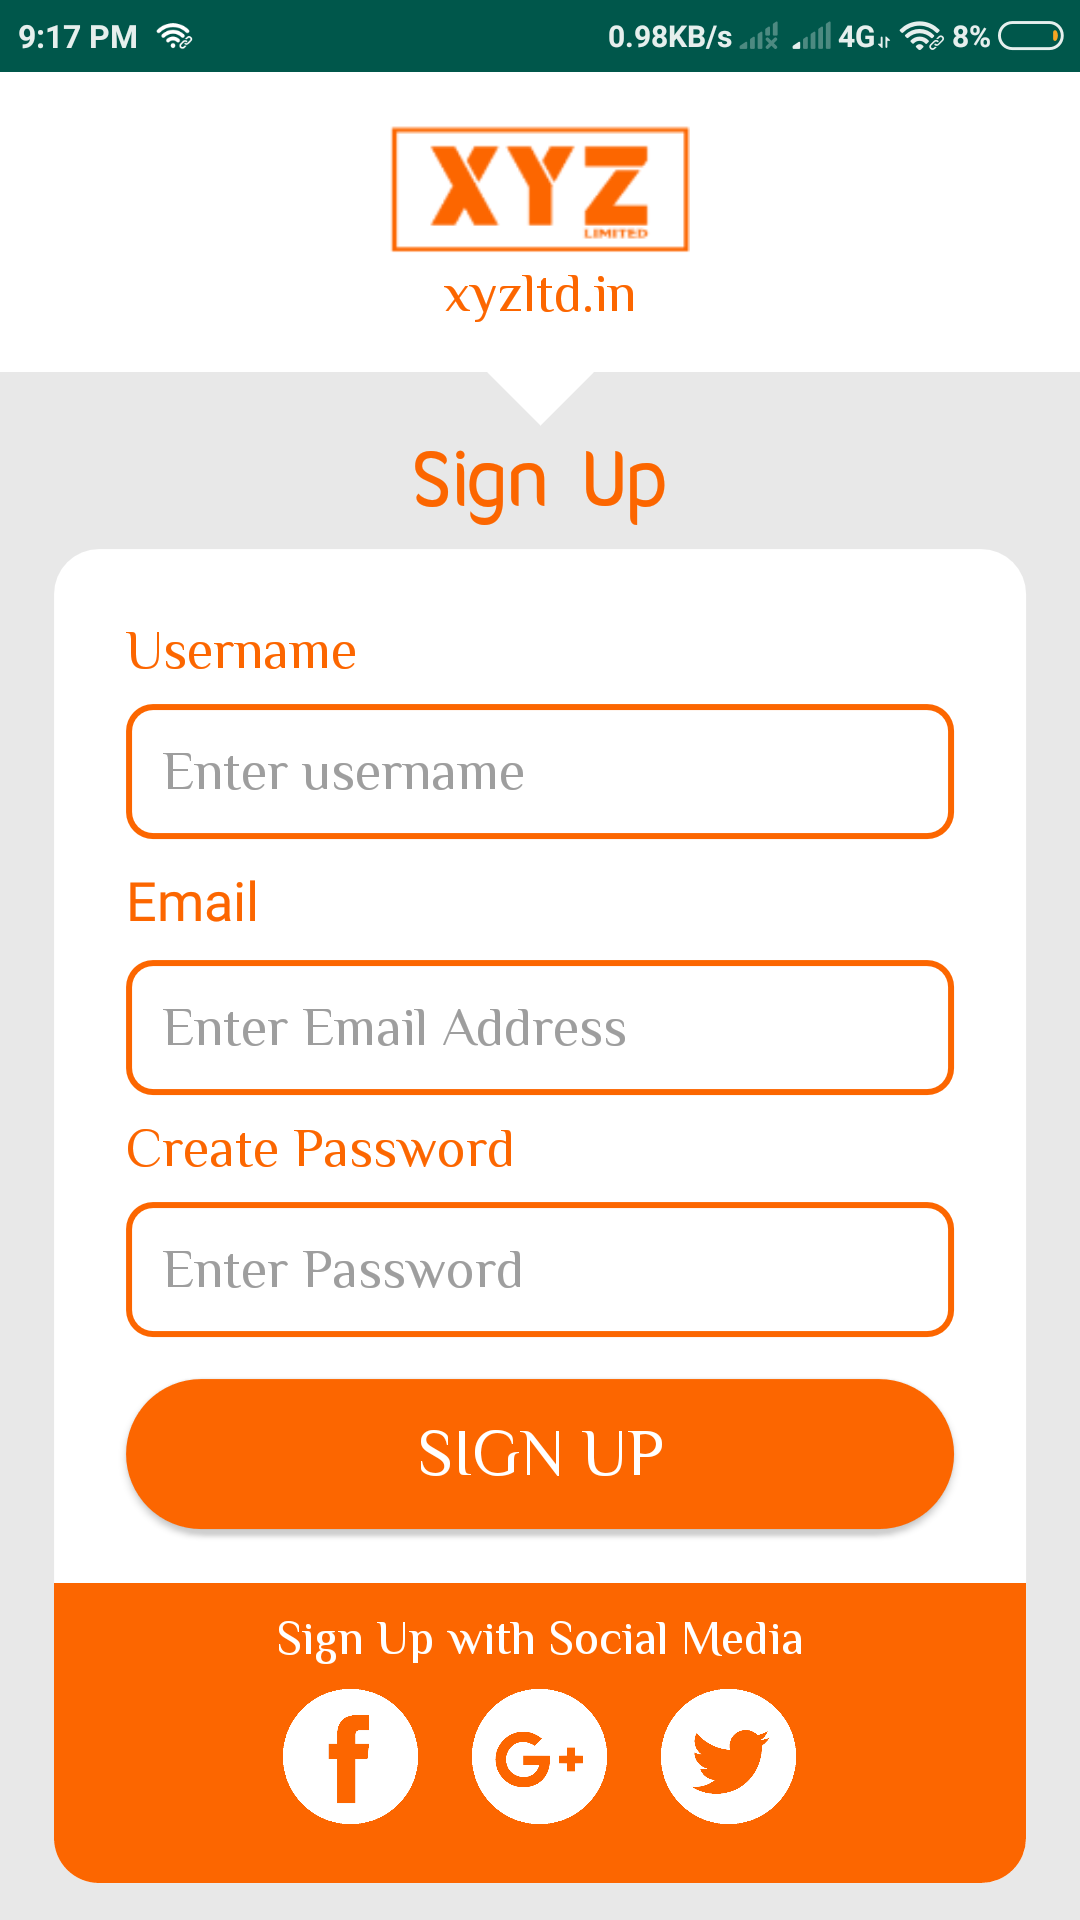 9:17 PM 0.98KB/s 4G 8%
XYZ
LIMITED
xyzltd.in
Sign Up
Username
Enter username
Email
Enter Email Address
Create Password
Enter Password
SIGN UP
Sign Up with Social Media
f G+